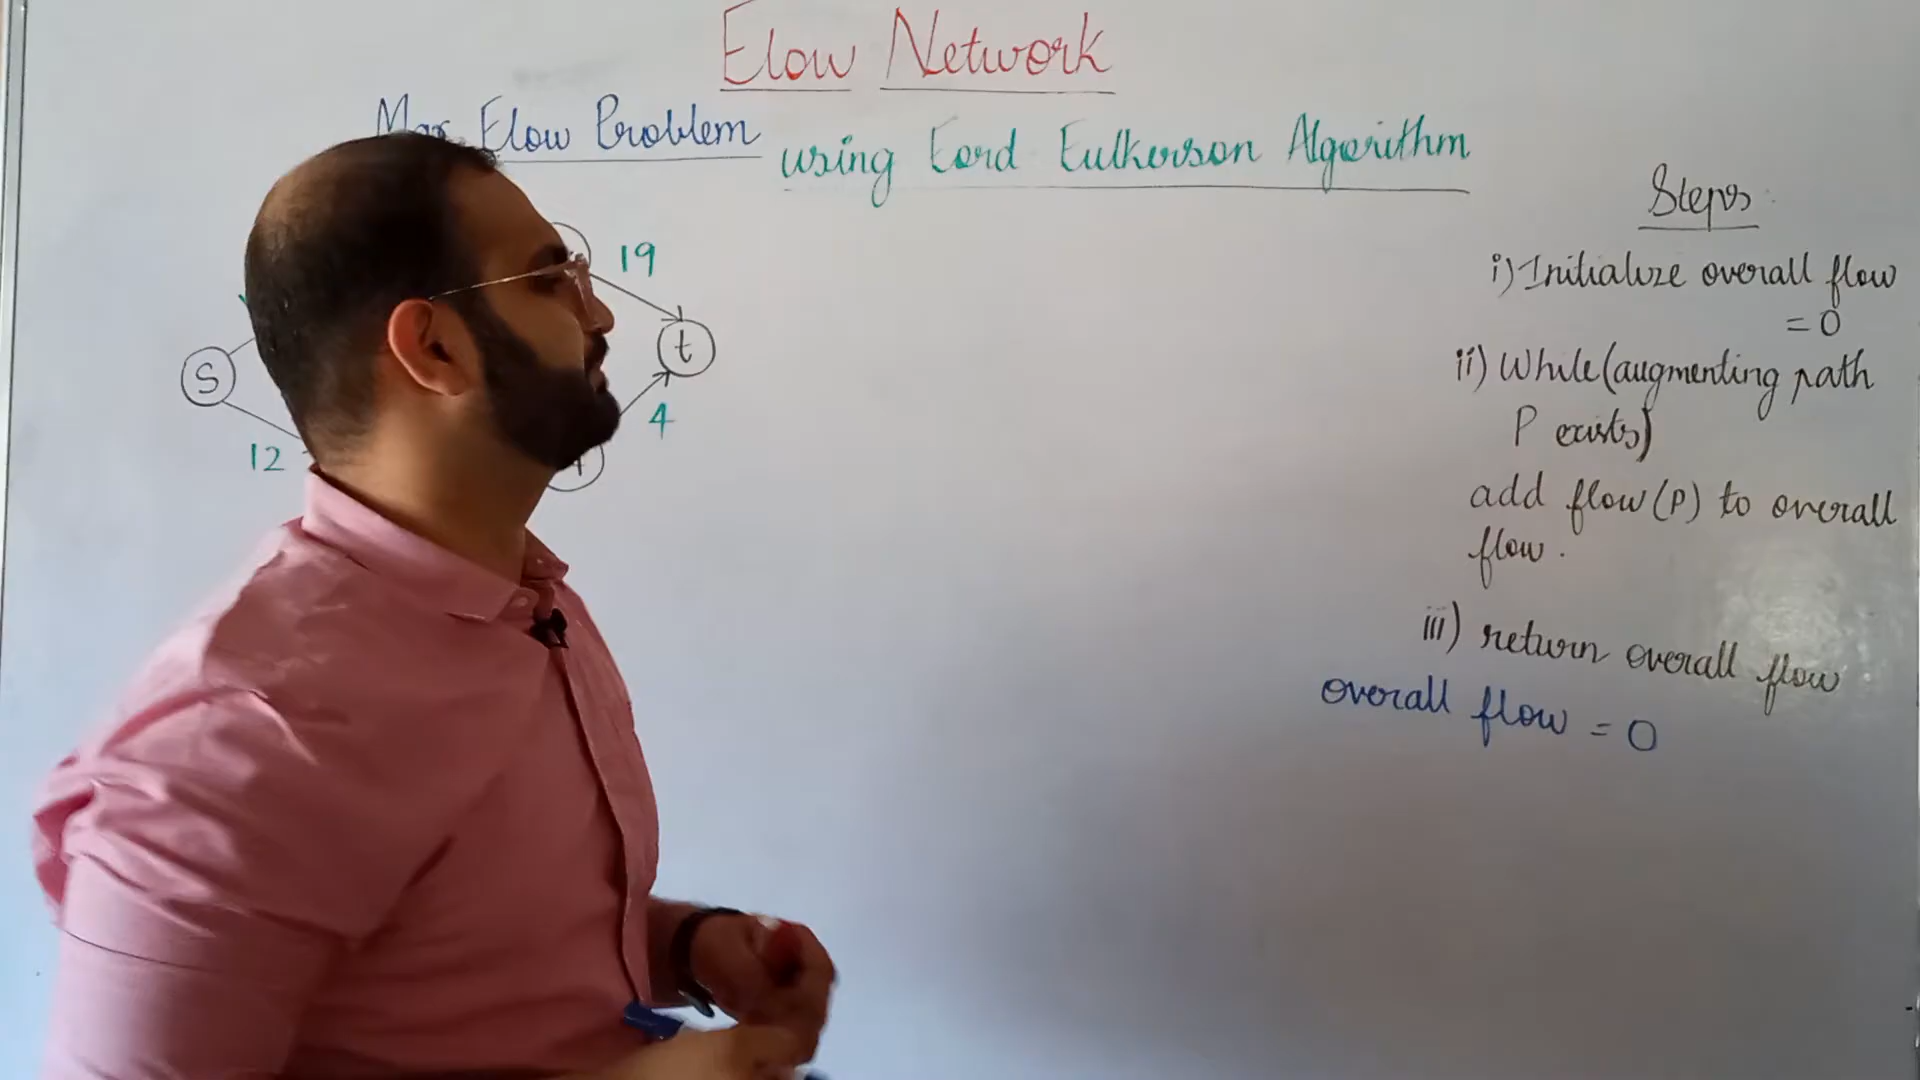 Flow Network
Max Flow Problem using Ford Fulkerson Algorithm
19
S
t
12
4
Steps
i) Initialize overall flow
= 0
ii) While (augmenting path
P exists)
add flow (P) to overall
flow.
iii) return overall flow
overall flow = 0